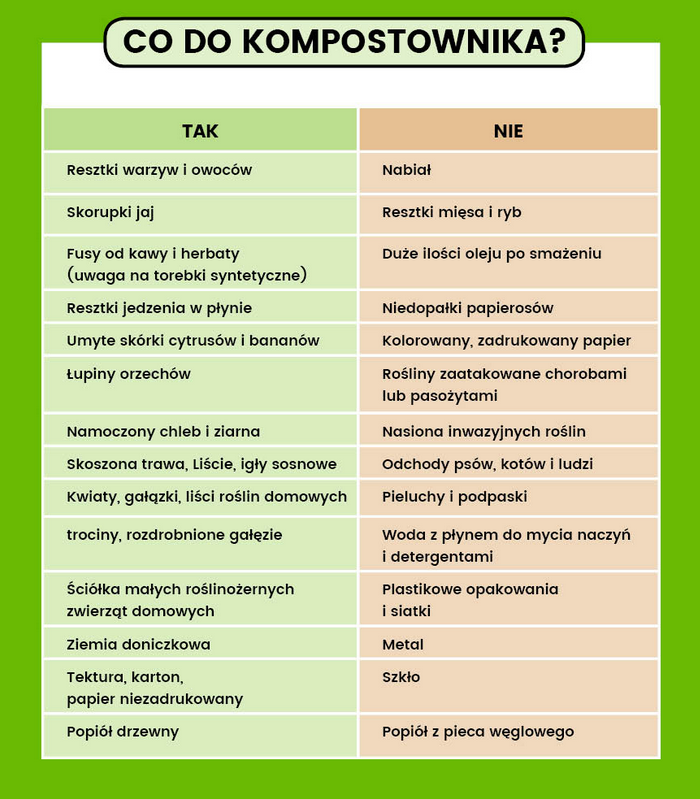 CO DO KOMPOSTOWNIKA?
TAK
NIE
Resztki warzyw i owoców
Nabiał
Skorupki jaj
Resztki mięsa i ryb
Fusy od kawy i herbaty
(uwaga na torebki syntetyczne)
Duże ilości oleju po smażeniu
Resztki jedzenia w płynie
Niedopałki papierosów
Umyte skórki cytrusów i bananów
Kolorowany, zadrukowany papier
Łupiny orzechów
Rośliny zaatakowane chorobami
lub pasożytami
Namoczony chleb i ziarna
Nasiona inwazyjnych roślin
Skoszona trawa, Liście, igły sosnowe
Odchody psów, kotów i ludzi
Kwiaty, gałązki, liści roślin domowych
Pieluchy i podpaski
trociny, rozdrobnione gałęzie
Woda z płynem do mycia naczyń
i detergentami
Ściółka małych roślinożernych
zwierząt domowych
Plastikowe opakowania
i siatki
Ziemia doniczkowa
Metal
Tektura, karton,
papier niezadrukowany
Szkło
Popiół drzewny
Popiół z pieca węglowego